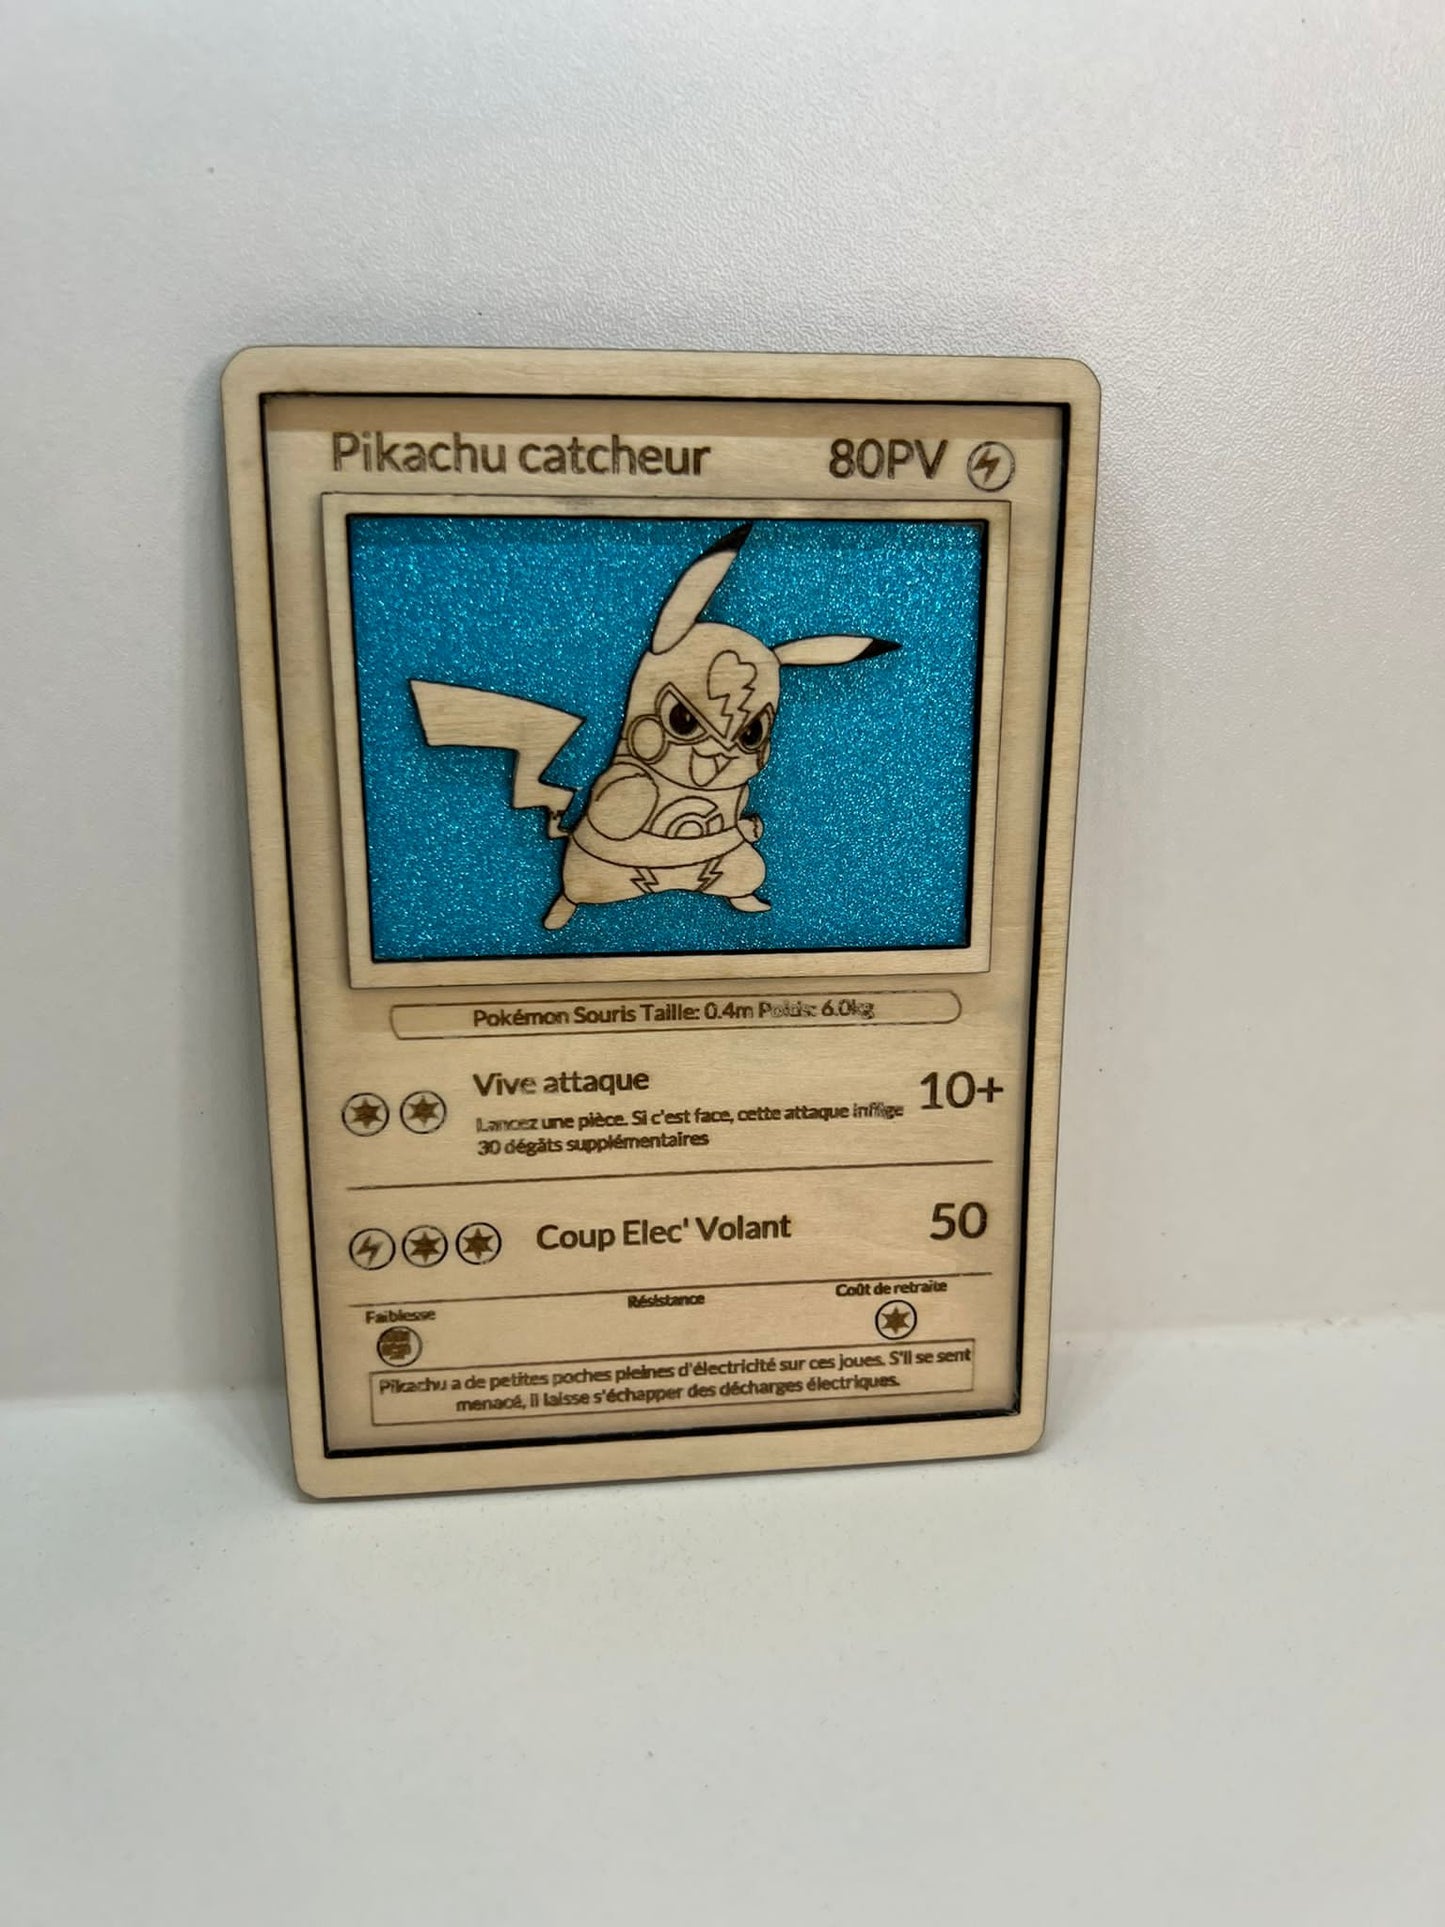 Pikachu catcheur 80PV
Pokémon Souris Taille: 0.4m Poids: 6.0kg
Vive attaque 10+
Lancez une pièce. Si c'est face, cette attaque inflige
30 dégâts supplémentaires
Coup Elec' Volant 50
Faiblesse Résistance Coût de retraite
Pikachu a de petites poches pleines d'électricité sur ces joues. S'il se sent
menacé, il laisse s'échapper des décharges électriques.